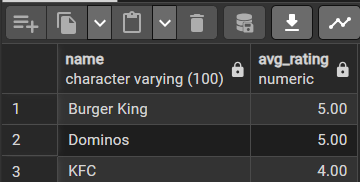 name avg_rating
character varying (100) numeric
1 Burger King 5.00
2 Dominos 5.00
3 KFC 4.00